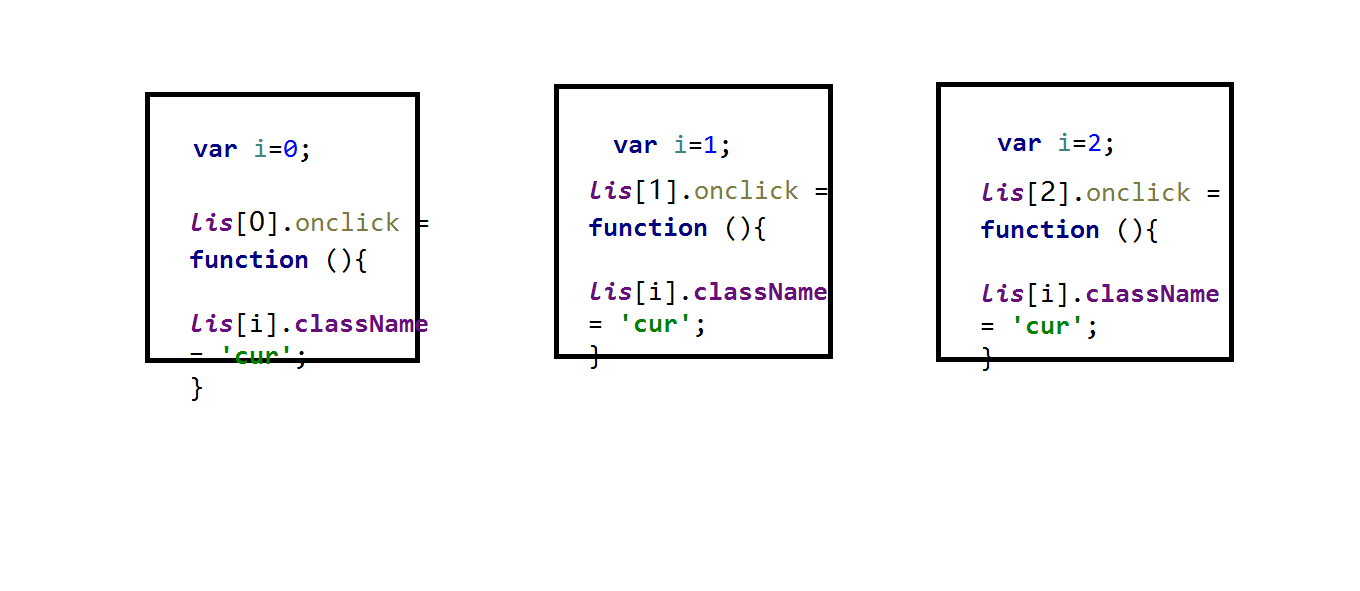 var i=0;
lis[0].onclick =
function (){
lis[i].className
= 'cur';
}
var i=1;
lis[1].onclick =
function (){
lis[i].className
= 'cur';
}
var i=2;
lis[2].onclick =
function (){
lis[i].className
= 'cur';
}